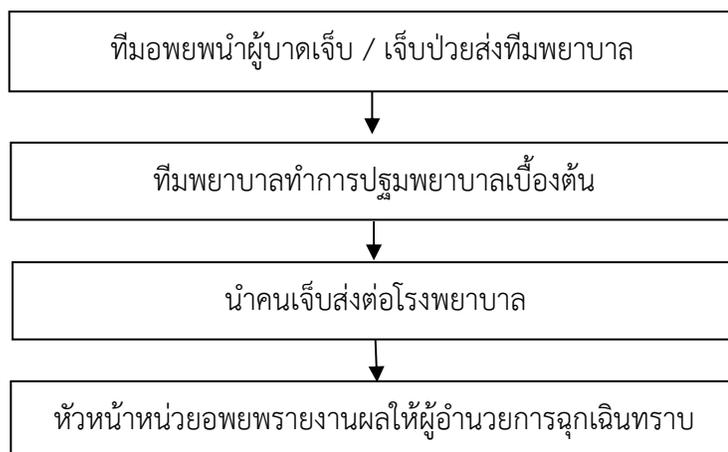 ทีมอพยพนำผู้บาดเจ็บ / เจ็บป่วยส่งทีมพยาบาล
ทีมพยาบาลทำการปฐมพยาบาลเบื้องต้น
นำคนเจ็บส่งต่อโรงพยาบาล
หัวหน้าหน่วยอพยพรายงานผลให้ผู้อำนวยการฉุกเฉินทราบ